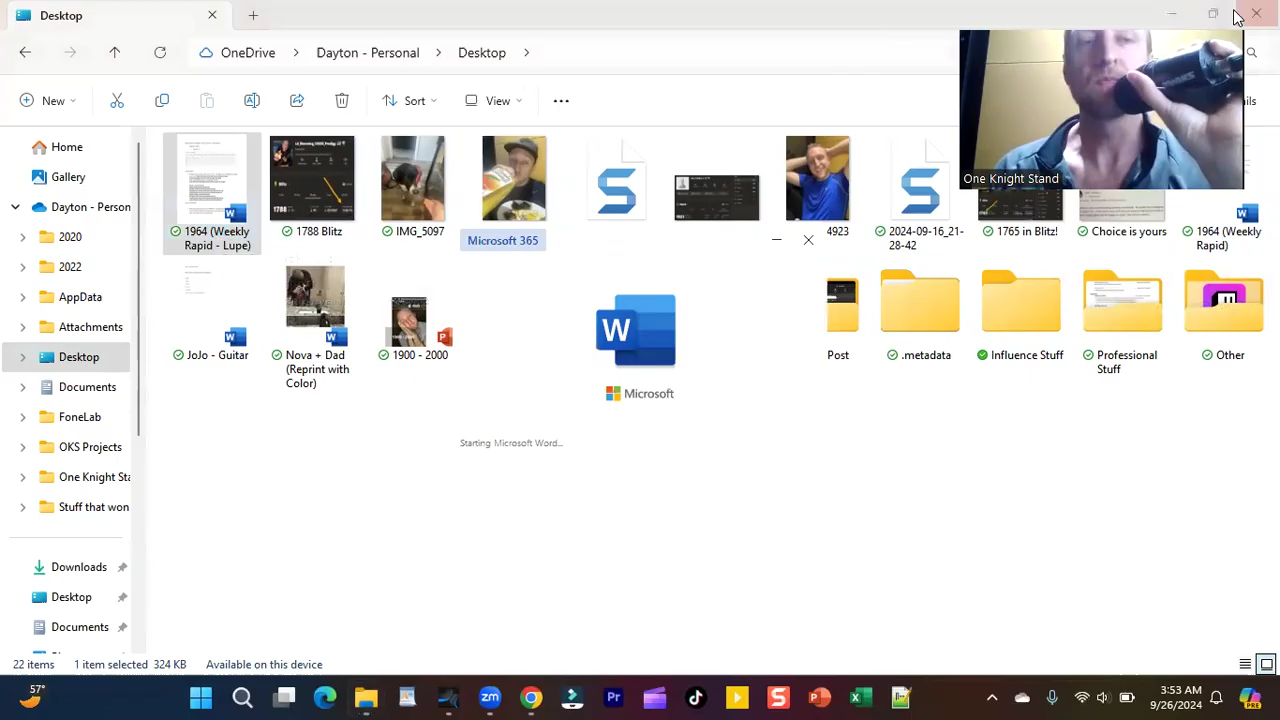 Desktop
OneDrive > Dayton - Personal > Desktop >
New
Sort
View
One Knight Stand
Home
Gallery
Dayton - Person
2020
2022
AppData
Attachments
Desktop
Documents
FoneLab
OKS Projects
One Knight Sta
Stuff that won
Downloads
Desktop
Documents
1964 (Weekly
Rapid - Lupe)
1788 Blitz
IMG_5097
4923
2024-09-16_21-
28-42
1765 in Blitz!
Choice is yours
1964 (Weekly
Rapid)
1788
Microsoft 365
W
Microsoft
Starting Microsoft Word...
JoJo - Guitar
Nova + Dad
(Reprint with
Color)
1900 - 2000
Post
.metadata
Influence Stuff
Professional
Stuff
Other
22 items
1 item selected 324 KB
Available on this device
57°
zm
Pr
3:53 AM
9/26/2024
PRE